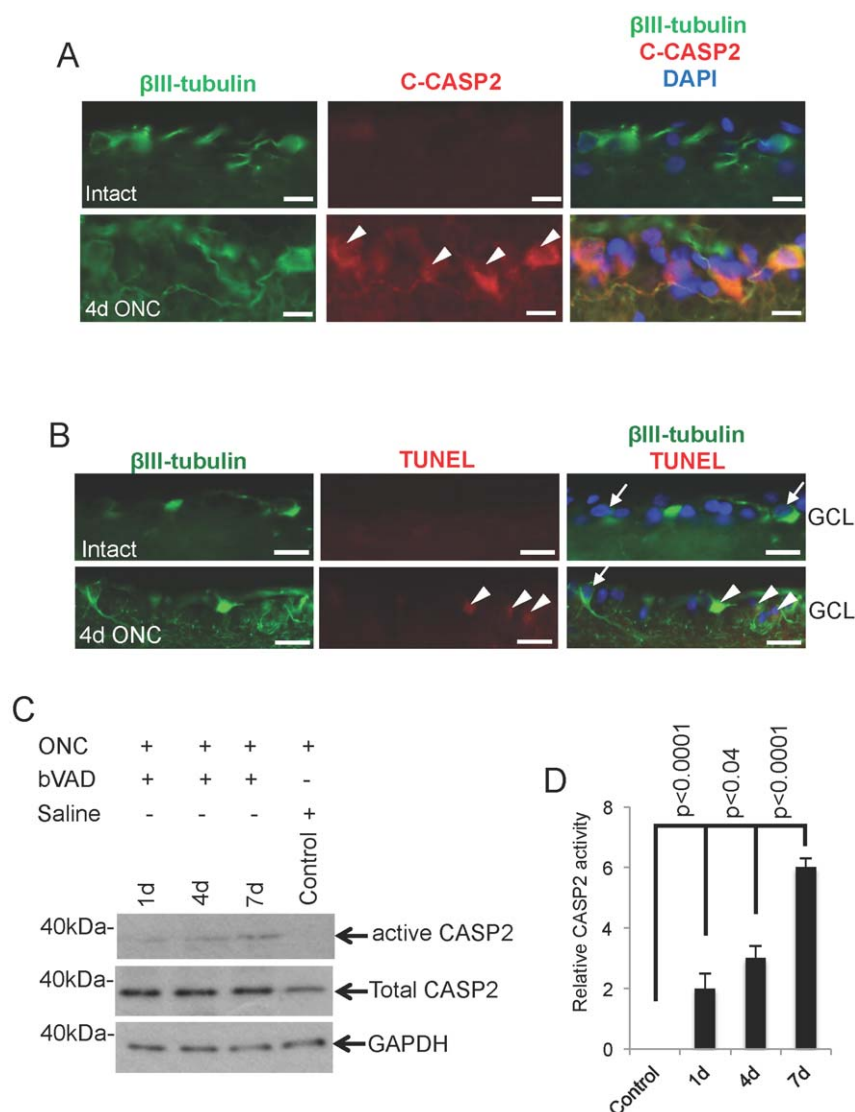 A
βIII-tubulin
C-CASP2
βIII-tubulin
C-CASP2
DAPI
Intact
4d ONC
B
βIII-tubulin
TUNEL
βIII-tubulin
TUNEL
Intact
GCL
4d ONC
GCL
C
ONC + + + +
bVAD + + + -
Saline - - - +
1d 4d 7d Control
40kDa-
active CASP2
40kDa-
Total CASP2
40kDa-
GAPDH
D
p<0.0001
p<0.04
p<0.0001
Relative CASP2 activity
8
6
4
2
0
Control 1d 4d 7d